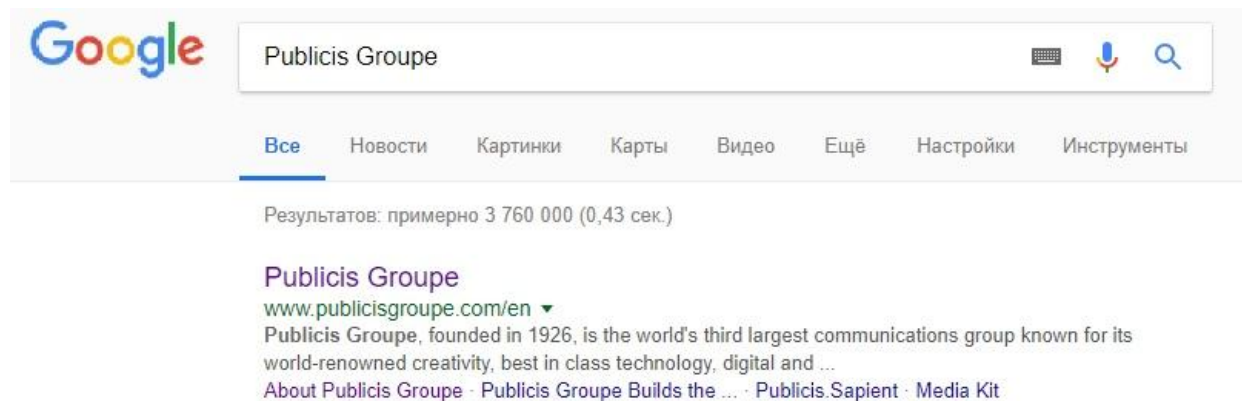 Google
Publicis Groupe
Все Новости Картинки Карты Видео Ещё Настройки Инструменты
Результатов: примерно 3 760 000 (0,43 сек.)
Publicis Groupe
www.publicisgroupe.com/en
Publicis Groupe, founded in 1926, is the world's third largest communications group known for its
world-renowned creativity, best in class technology, digital and ...
About Publicis Groupe · Publicis Groupe Builds the ... · Publicis.Sapient · Media Kit